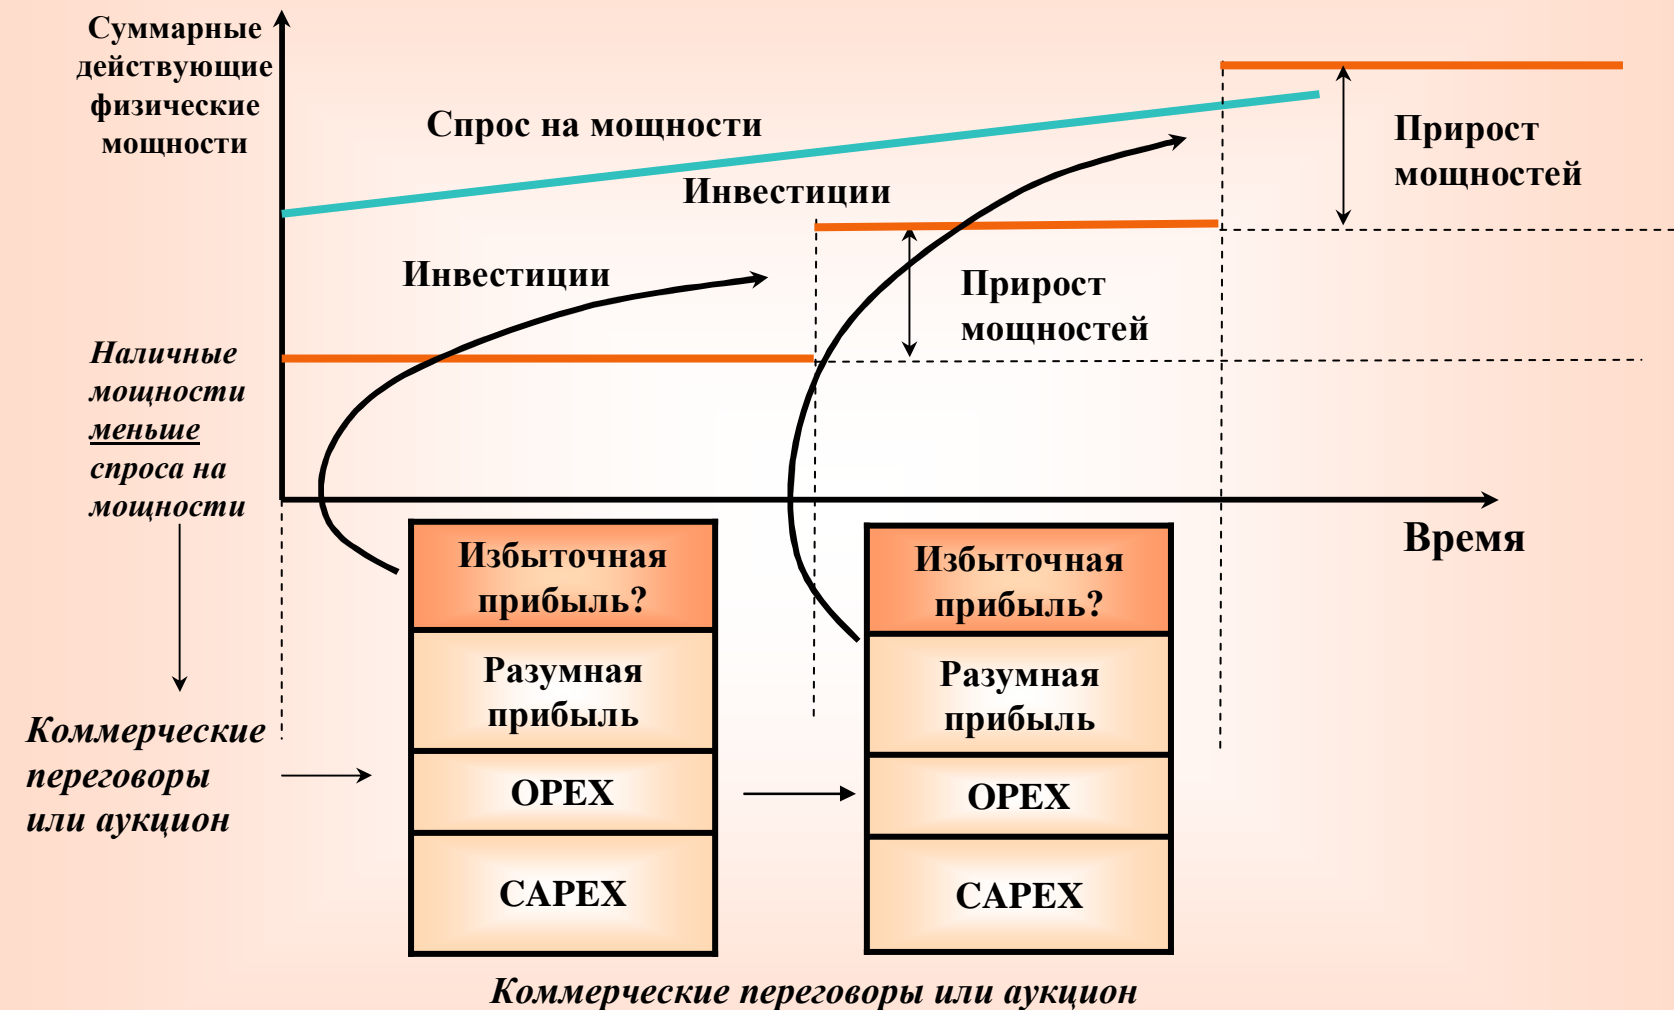 Суммарные
действующие
физические
мощности
Спрос на мощности
Инвестиции
Прирост
мощностей
Инвестиции
Прирост
мощностей
Наличные
мощности
меньше
спроса на
мощности
Время
Избыточная
прибыль?
Разумная
прибыль
OPEX
CAPEX
Избыточная
прибыль?
Разумная
прибыль
OPEX
CAPEX
Коммерческие
переговоры
или аукцион
Коммерческие переговоры или аукцион